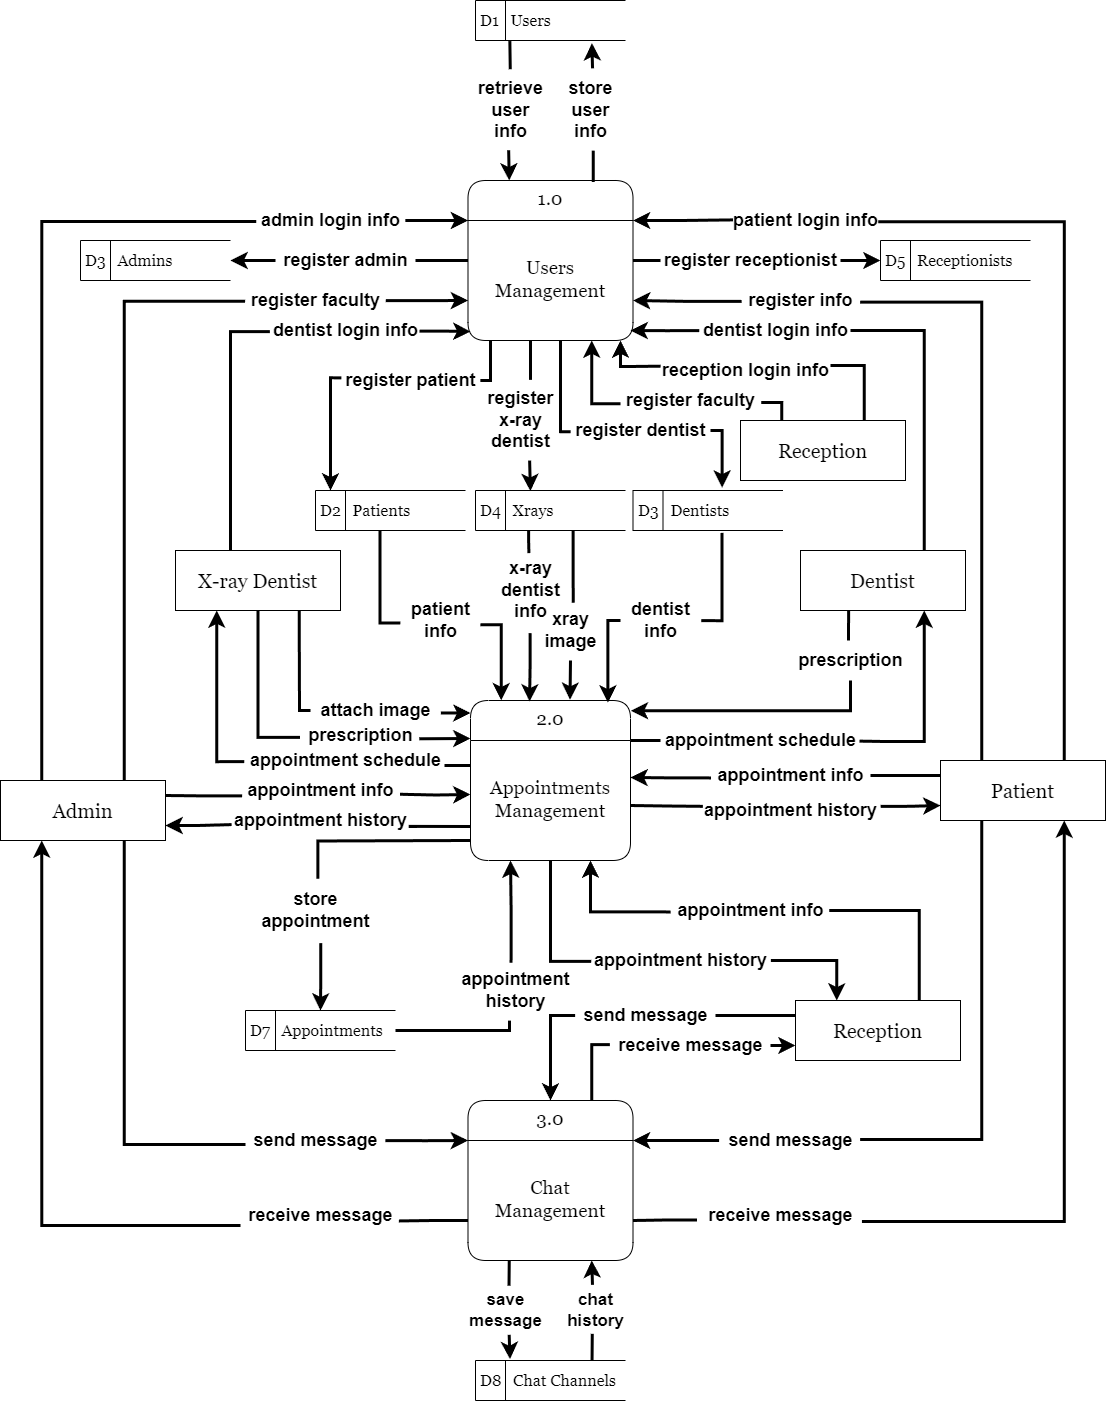 D1 Users
retrieve
user
info
store
user
info
1.0
admin login info
patient login info
D3 Admins
register admin
Users
Management
register receptionist
D5 Receptionists
register faculty
register info
dentist login info
dentist login info
reception login info
register patient
register
x-ray
dentist
register faculty
register dentist
Reception
D2 Patients
D4 Xrays
D3 Dentists
X-ray Dentist
x-ray
dentist
info
Dentist
patient
info
xray
image
dentist
info
prescription
attach image
2.0
prescription
appointment schedule
appointment schedule
appointment info
Appointments
Management
appointment info
Patient
Admin
appointment history
appointment history
store
appointment
appointment info
appointment history
appointment
history
D7 Appointments
send message
Reception
receive message
3.0
send message
send message
Chat
Management
receive message
receive message
save
message
chat
history
D8 Chat Channels